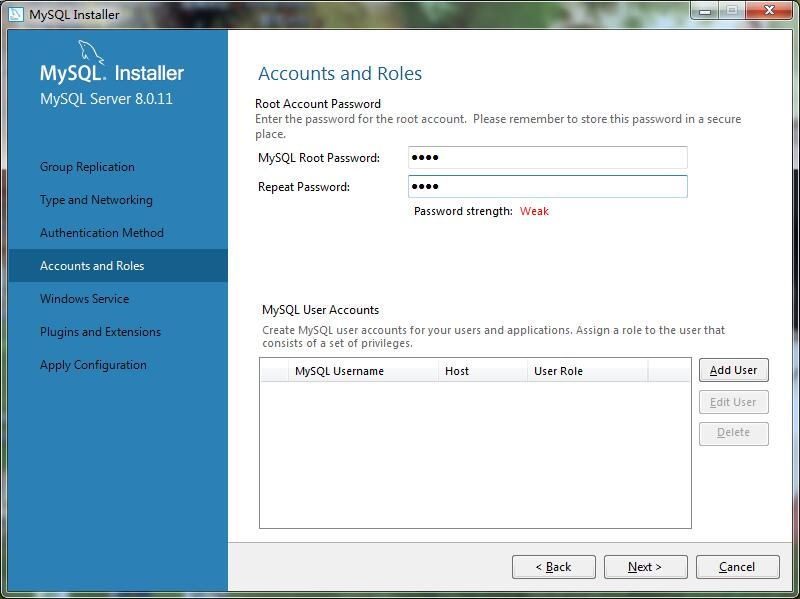 MySQL Installer
MySQL. Installer
MySQL Server 8.0.11
Group Replication
Type and Networking
Authentication Method
Accounts and Roles
Windows Service
Plugins and Extensions
Apply Configuration
Accounts and Roles
Root Account Password
Enter the password for the root account.  Please remember to store this password in a secure
place.
MySQL Root Password: ●●●●
Repeat Password: ●●●●
Password strength: Weak
MySQL User Accounts
Create MySQL user accounts for your users and applications. Assign a role to the user that
consists of a set of privileges.
MySQL Username Host User Role
Add User
Edit User
Delete
< Back Next > Cancel